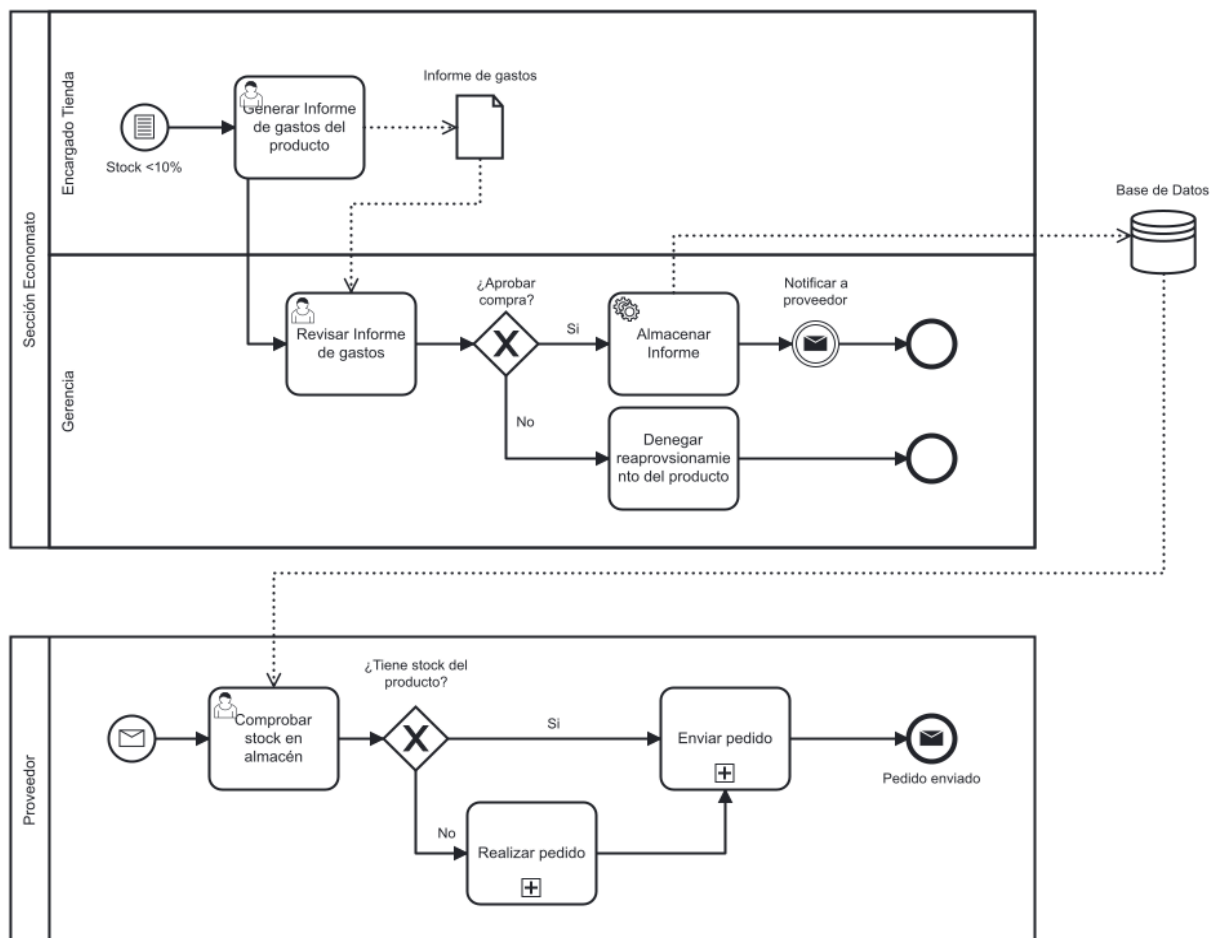 Sección Economato
Encargado Tienda
Stock <10%
Generar Informe
de gastos del
producto
Informe de gastos
Base de Datos
Gerencia
Revisar Informe
de gastos
¿Aprobar
compra?
Si
No
Almacenar
Informe
Notificar a
proveedor
Denegar
reaprovsionamie
nto del producto
Proveedor
Comprobar
stock en
almacén
¿Tiene stock del
producto?
Si
No
Realizar pedido
Enviar pedido
Pedido enviado